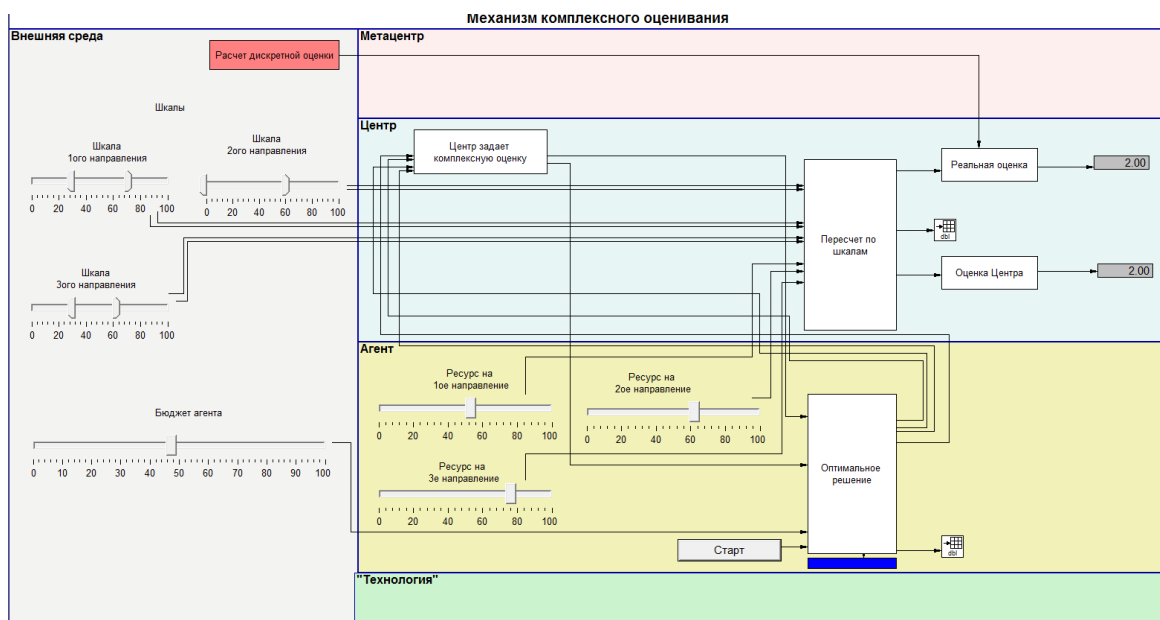 Механизм комплексного оценивания
Внешняя среда
Расчет дискретной оценки
Шкалы
Шкала
1ого направления
0 20 40 60 80 100
Шкала
2ого направления
0 20 40 60 80 100
Шкала
3ого направления
0 20 40 60 80 100
Бюджет агента
0 10 20 30 40 50 60 70 80 90 100
Метацентр
Центр
Центр задает
комплексную оценку
Пересчет по
шкалам
Реальная оценка
2.00
dbl
Оценка Центра
2.00
Агент
Ресурс на
1ое направление
0 20 40 60 80 100
Ресурс на
2ое направление
0 20 40 60 80 100
Ресурс на
3е направление
0 20 40 60 80 100
Оптимальное
решение
Старт
dbl
"Технология"